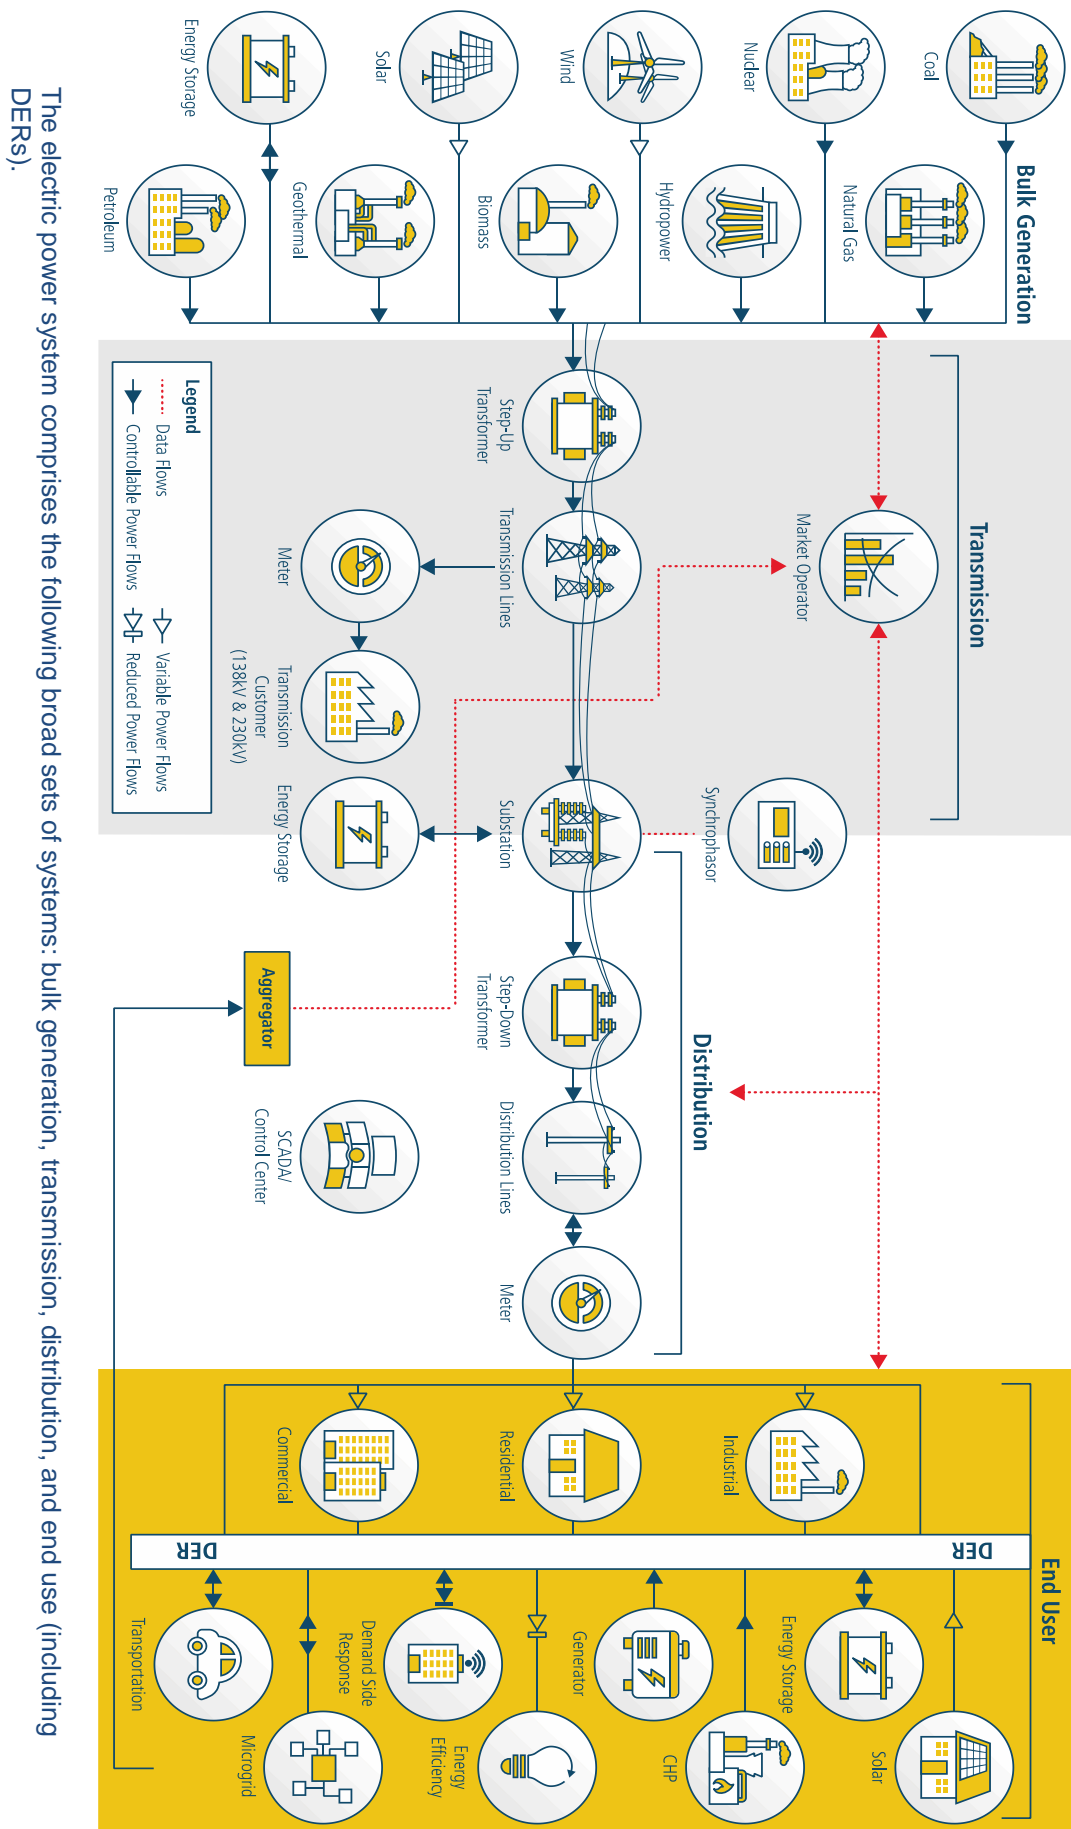 Bulk Generation
Coal
Nuclear
Wind
Solar
Energy Storage
Natural Gas
Hydropower
Biomass
Geothermal
Petroleum
Transmission
Market Operator
Step-Up
Transformer
Transmission Lines
Meter
Transmission
Customer
(138kV & 230kV)
Synchrophasor
Substation
Energy Storage
Legend
Data Flows
Controllable Power Flows
Variable Power Flows
Reduced Power Flows
Distribution
Step-Down
Transformer
Distribution Lines
Meter
Aggregator
SCADA/
Control Center
End User
Industrial
Residential
Commercial
DER
DER
Solar
Energy Storage
CHP
Generator
Energy
Efficiency
Demand Side
Response
Microgrid
Transportation
The electric power system comprises the following broad sets of systems: bulk generation, transmission, distribution, and end use (including
DERs).